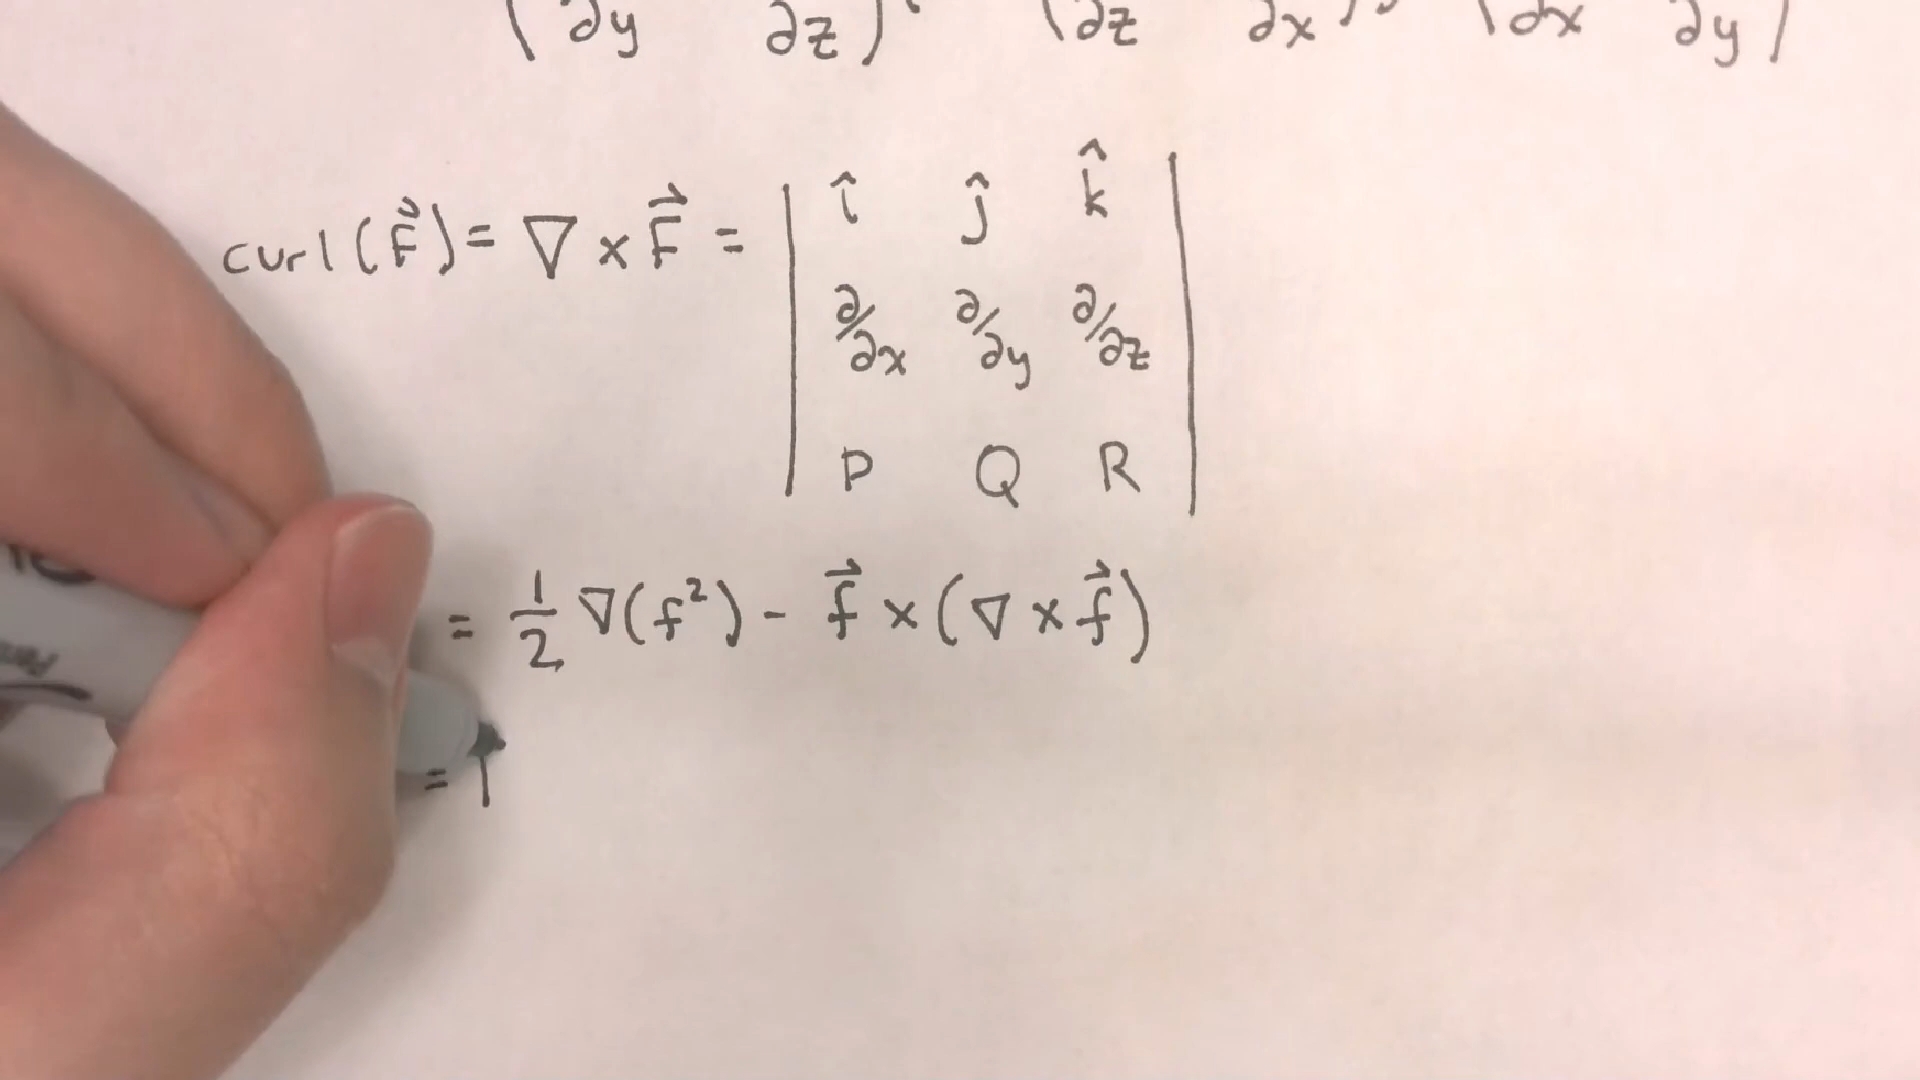 (∂y ∂z) (∂z ∂x) (∂x ∂y)
curl(F⃗) = ∇ × F⃗ = | î ĵ k̂ |
∂/∂x ∂/∂y ∂/∂z
P Q R
= 1/2 ∇(f²) - f⃗ × (∇ × f⃗)
=